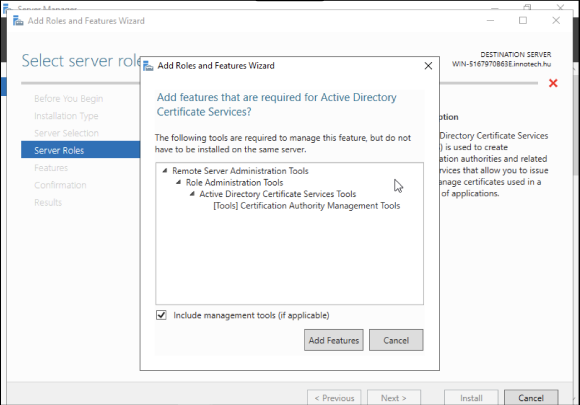 Server Manager
Add Roles and Features Wizard
Select server role
DESTINATION SERVER
WIN-5167970863E.innotech.hu
Before You Begin
Installation Type
Server Selection
Server Roles
Features
Confirmation
Results
Add Roles and Features Wizard
Add features that are required for Active Directory
Certificate Services?
The following tools are required to manage this feature, but do not
have to be installed on the same server.
Remote Server Administration Tools
Role Administration Tools
Active Directory Certificate Services Tools
[Tools] Certification Authority Management Tools
Include management tools (if applicable)
Add Features
Cancel
ption
Directory Certificate Services
) is used to create
ation authorities and related
rvices that allow you to issue
anage certificates used in a
of applications.
< Previous
Next >
Install
Cancel